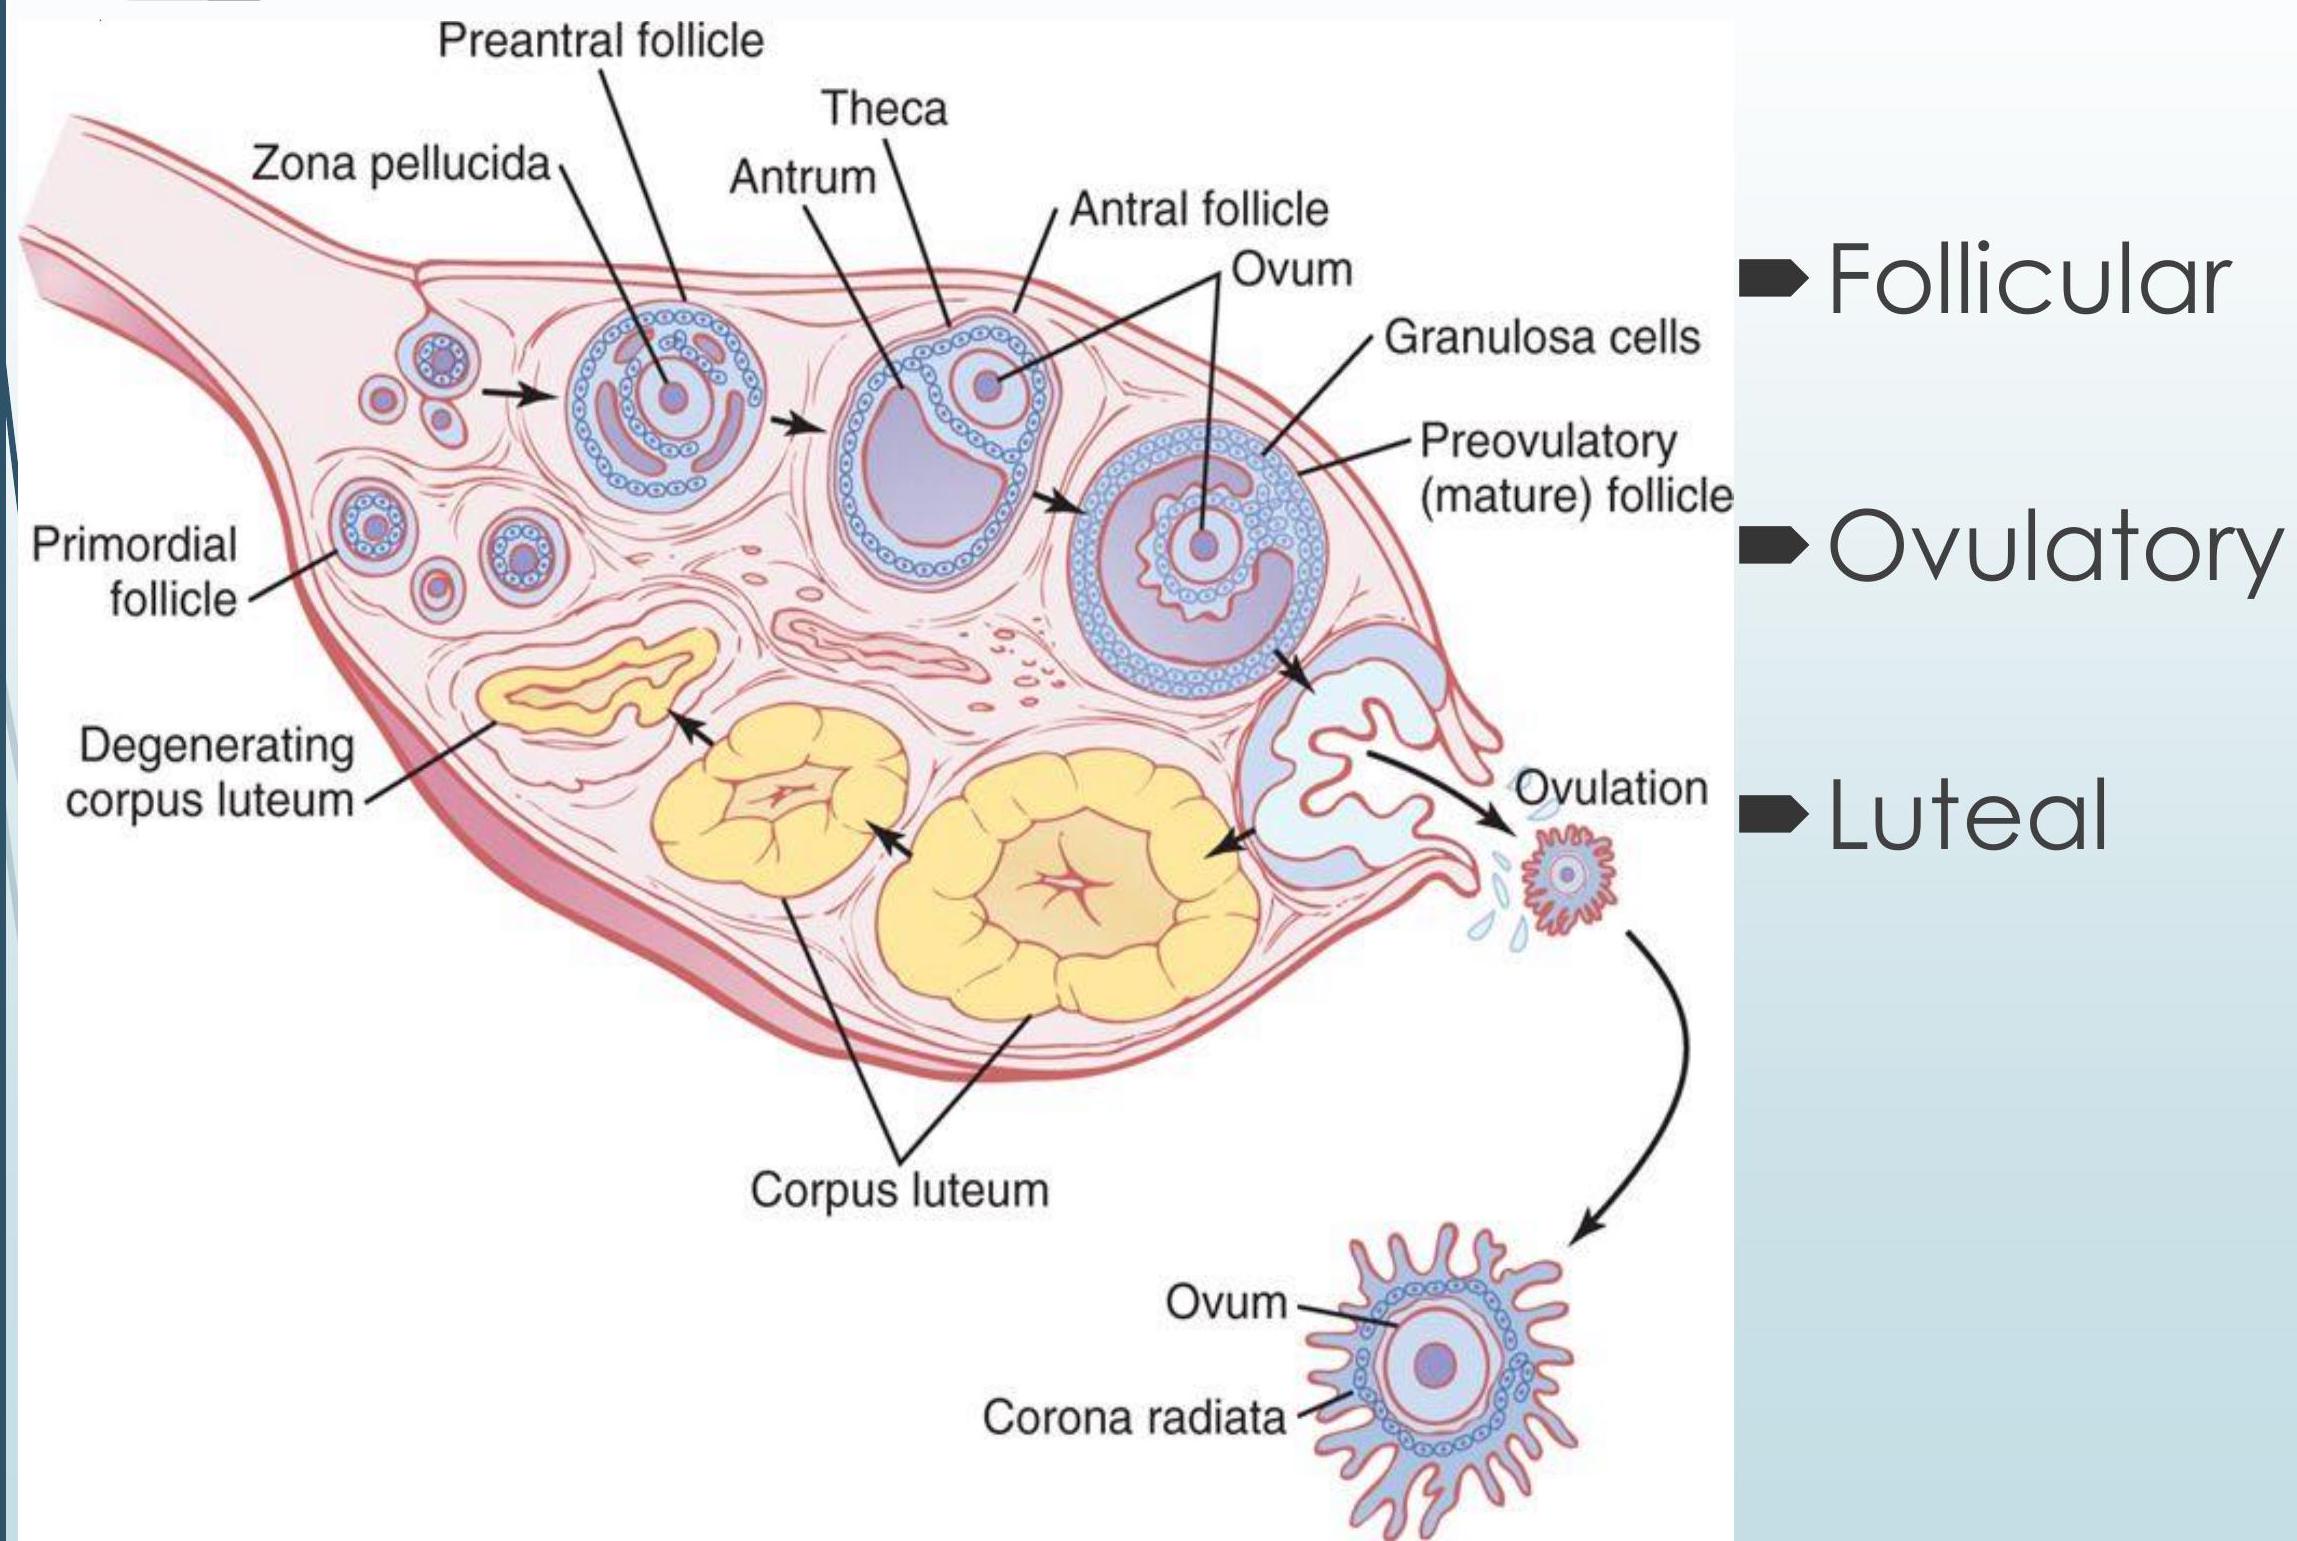 Preantral follicle
Theca
Zona pellucida
Antrum
Antral follicle
Ovum
Granulosa cells
Preovulatory
(mature) follicle
Primordial
follicle
Degenerating
corpus luteum
Ovulation
Corpus luteum
Ovum
Corona radiata
Follicular
Ovulatory
Luteal